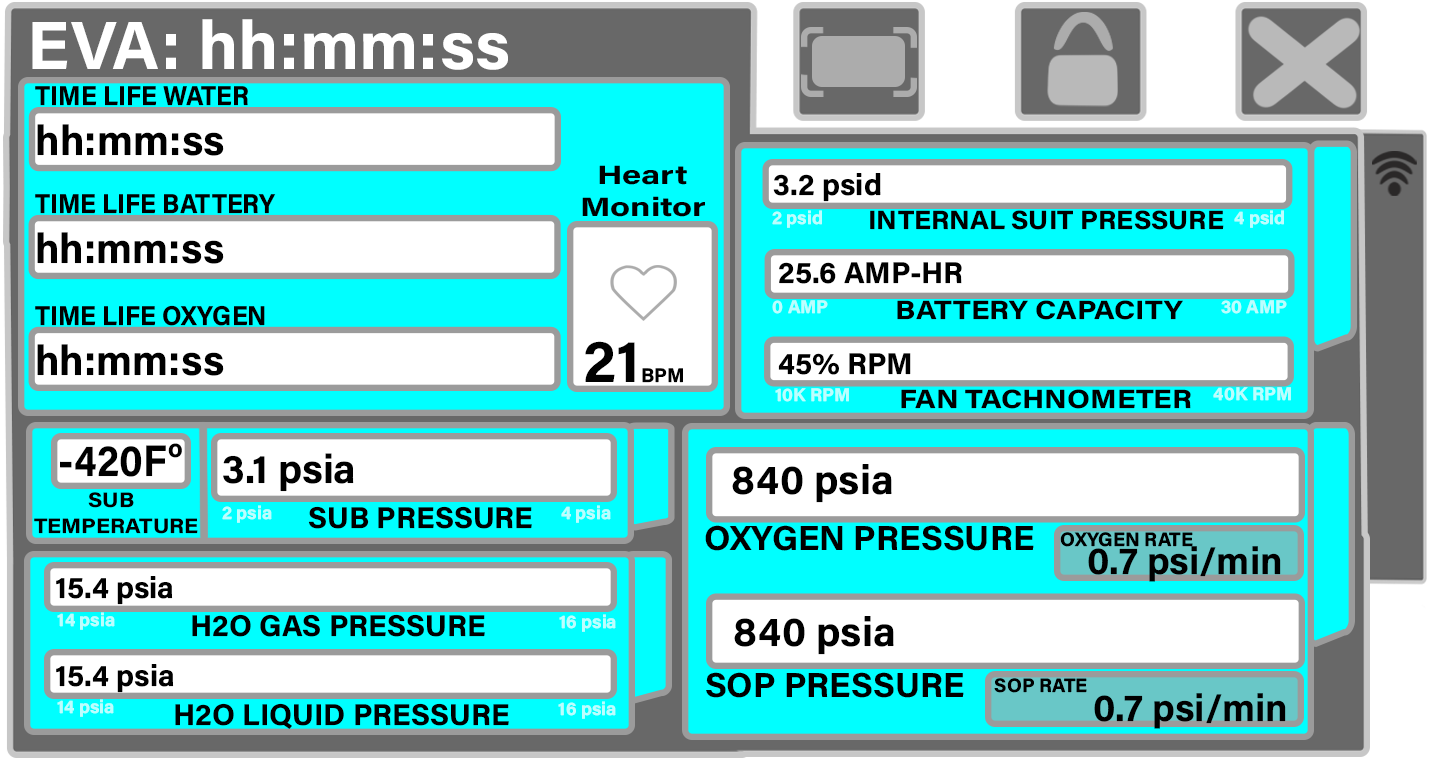 EVA: hh:mm:ss
TIME LIFE WATER
hh:mm:ss
TIME LIFE BATTERY
hh:mm:ss
TIME LIFE OXYGEN
hh:mm:ss
Heart
Monitor
21 BPM
3.2 psid
2 psid INTERNAL SUIT PRESSURE 4 psid
25.6 AMP-HR
0 AMP BATTERY CAPACITY 30 AMP
45% RPM
10K RPM FAN TACHNOMETER 40K RPM
-420Fº
SUB
TEMPERATURE
3.1 psia
2 psia SUB PRESSURE 4 psia
15.4 psia
14 psia H2O GAS PRESSURE 16 psia
15.4 psia
14 psia H2O LIQUID PRESSURE 16 psia
840 psia
OXYGEN PRESSURE
OXYGEN RATE
0.7 psi/min
840 psia
SOP PRESSURE
SOP RATE
0.7 psi/min